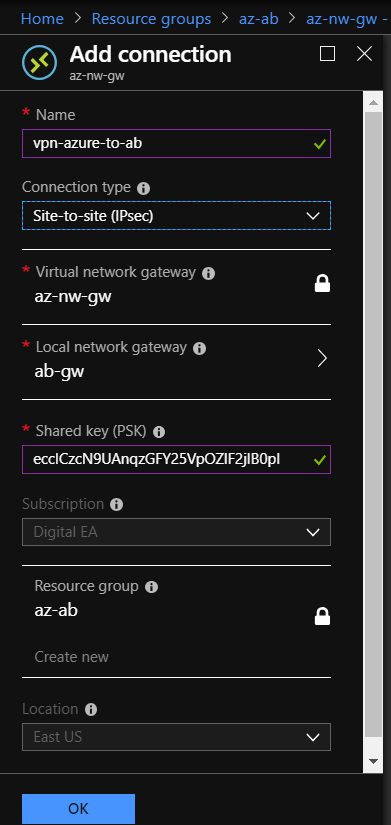 Home > Resource groups > az-ab > az-nw-gw -
Add connection
az-nw-gw
* Name
vpn-azure-to-ab
Connection type
Site-to-site (IPsec)
* Virtual network gateway
az-nw-gw
* Local network gateway
ab-gw
* Shared key (PSK)
eccICzcN9UAnqzGFY25VpOZIF2jIB0pI
Subscription
Digital EA
Resource group
az-ab
Create new
Location
East US
OK